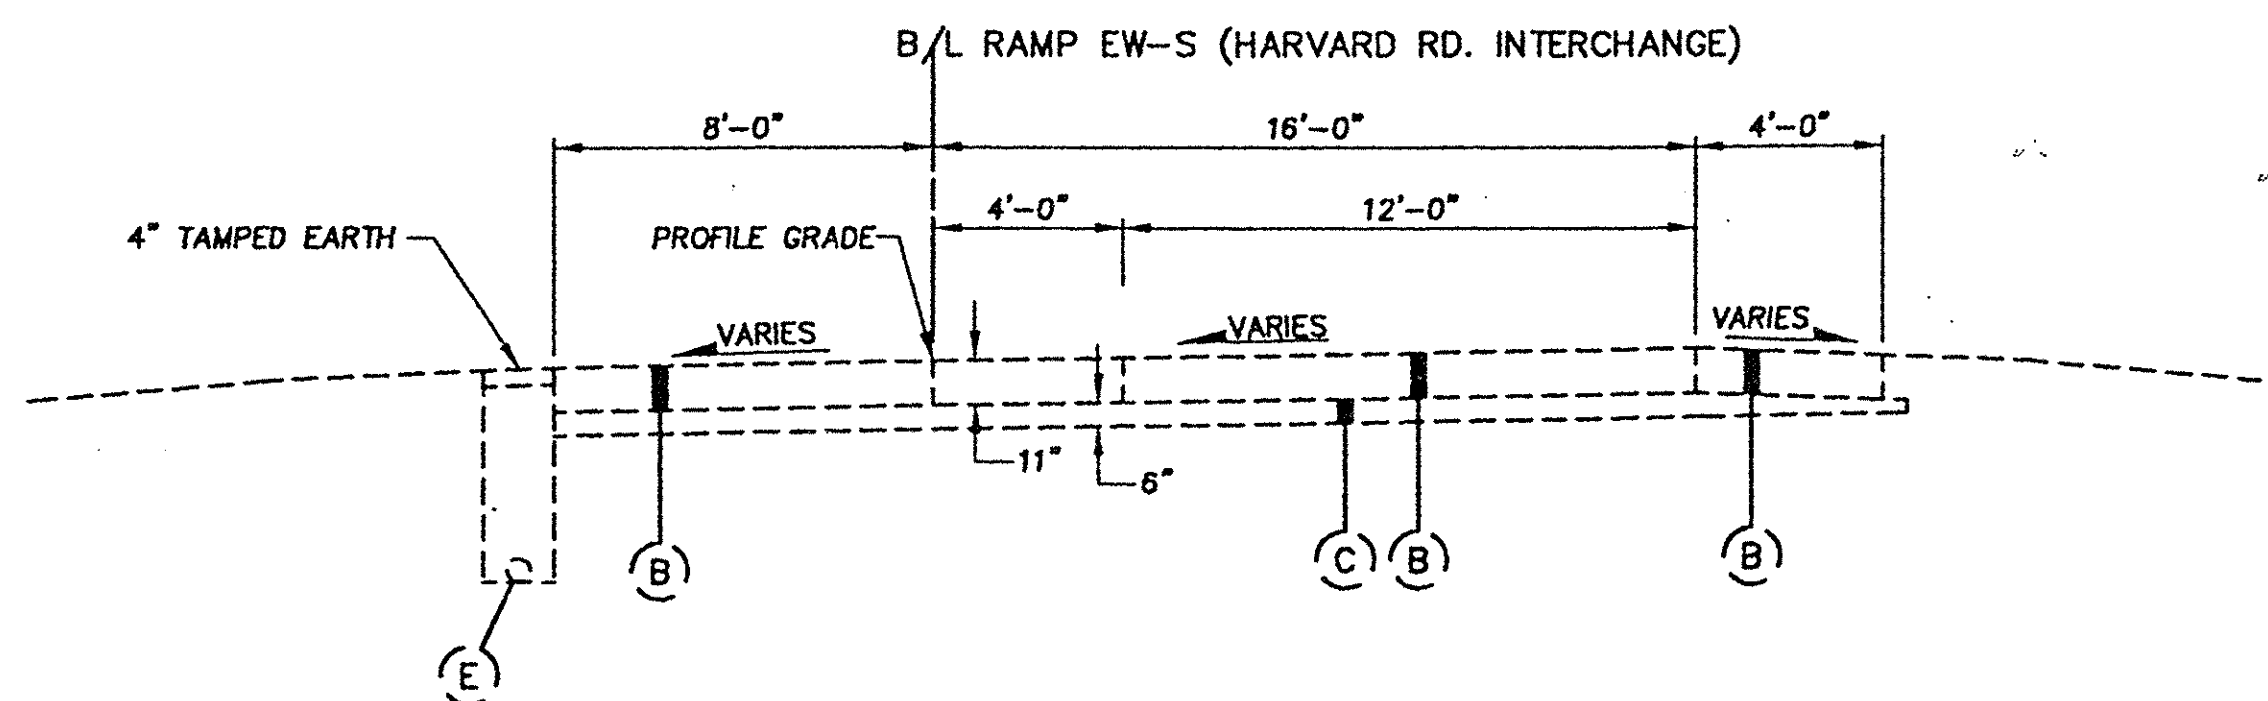 B/L RAMP EW-S (HARVARD RD. INTERCHANGE)
8'-0"
16'-0"
4'-0"
4'-0"
12'-0"
4" TAMPED EARTH
PROFILE GRADE
VARIES
VARIES
VARIES
11"
6"
B
C
B
B
E